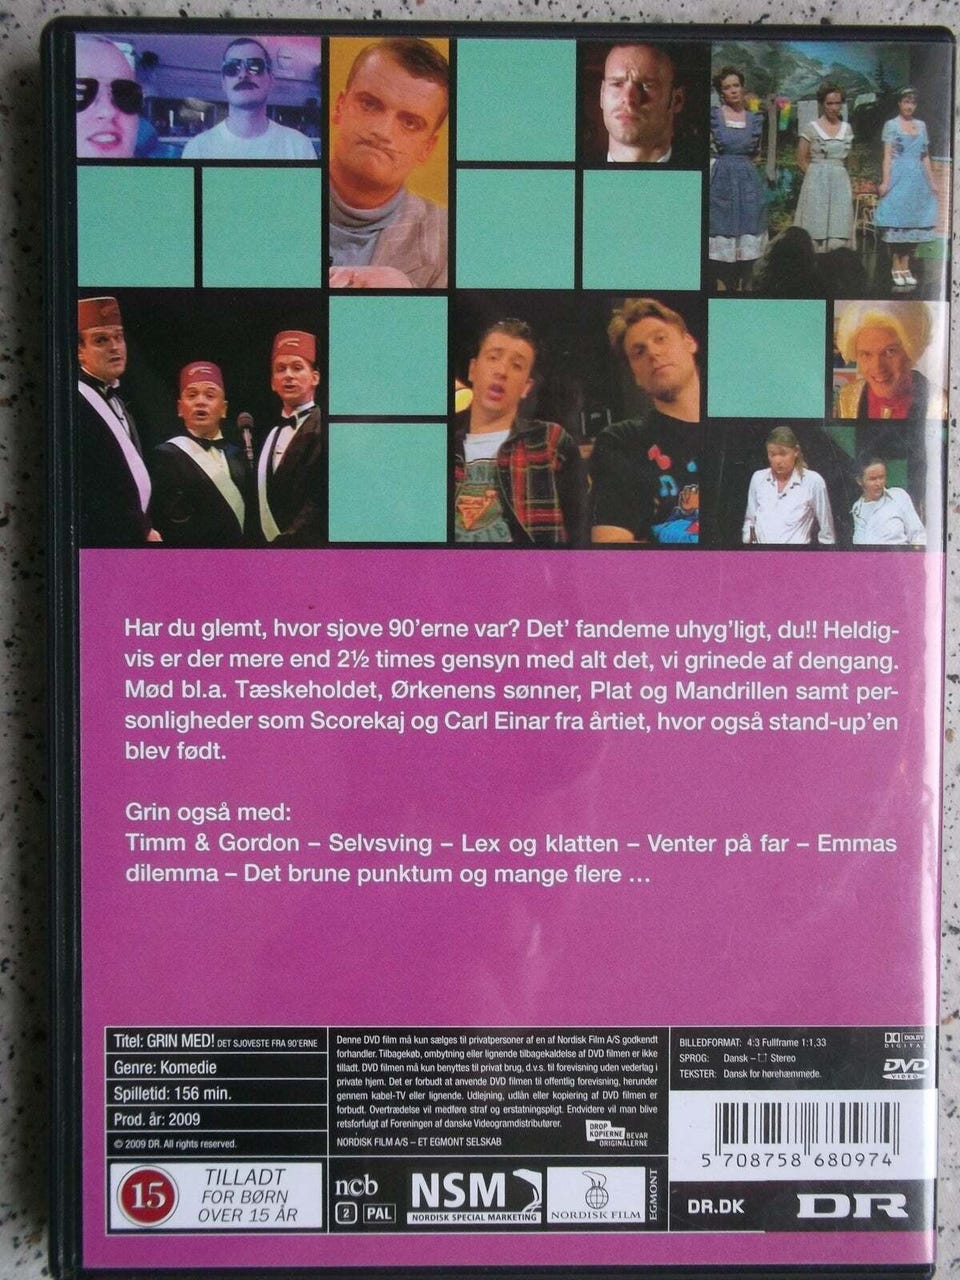 Har du glemt, hvor sjove 90'erne var? Det' fandeme uhyg'ligt, du!! Heldig-
vis er der mere end 2½ times gensyn med alt det, vi grinede af dengang.
Mød bl.a. Tæskeholdet, Ørkenens sønner, Plat og Mandrillen samt per-
sonligheder som Scorekaj og Carl Einar fra årtiet, hvor også stand-up'en
blev født.
Grin også med:
Timm & Gordon – Selvsving – Lex og klatten – Venter på far – Emmas
dilemma – Det brune punktum og mange flere ...
Titel: GRIN MED! DET SJOVESTE FRA 90'ERNE
Genre: Komedie
Spilletid: 156 min.
Prod. år: 2009
© 2009 DR. All rights reserved.
15
TILLADT
FOR BØRN
OVER 15 ÅR
Denne DVD film må kun sælges til privatpersoner af en af Nordisk Film A/S godkendt
forhandler. Tilbagekøb, ombytning eller lignende tilbagekaldelse af DVD filmen er ikke
tilladt. DVD filmen må kun benyttes til privat brug, d.v.s. til forevisning uden vederlag i
private hjem. Det er forbudt at anvende DVD filmen til offentlig forevisning, herunder
gennem kabel-TV eller lignende. Udlejning, udlån eller kopiering af DVD filmen er
forbudt. Overtrædelse vil medføre straf og erstatningspligt. Endvidere vil man blive
retsforfulgt af Foreningen af danske Videogramdistributører.
NORDISK FILM A/S – ET EGMONT SELSKAB
DROP
KOPIERNE BEVAR
ORIGINALERNE
ncb
2 PAL
NSM
NORDISK SPECIAL MARKETING
NORDISK FILM
EGMONT
BILLEDFORMAT: 4:3 Fullframe 1:1,33
SPROG: Dansk – Stereo
TEKSTER: Dansk for hørehæmmede.
DOLBY
DIGITAL
DVD
VIDEO
5 708758 680974
DR.DK
DR